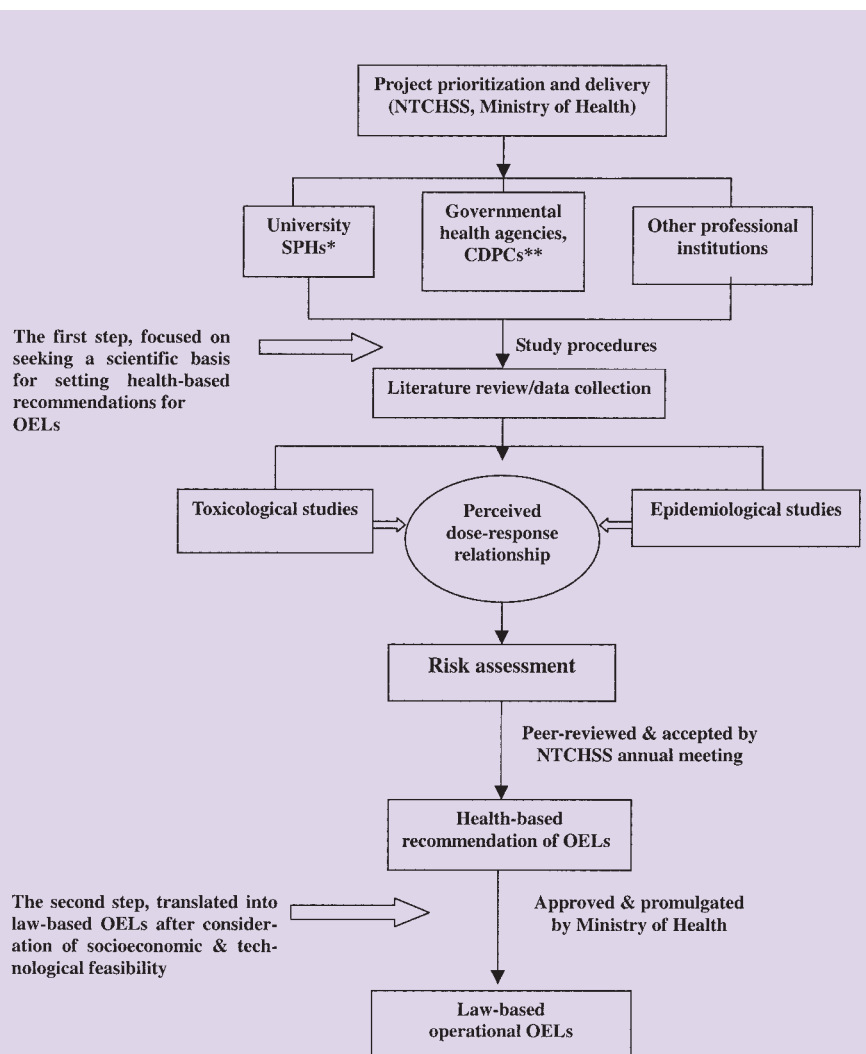 Project prioritization and delivery
(NTCHSS, Ministry of Health)
University
SPHs*
Governmental
health agencies,
CDPCs**
Other professional
institutions
The first step, focused on
seeking a scientific basis
for setting health-based
recommendations for
OELs
Study procedures
Literature review/data collection
Toxicological studies
Perceived
dose-response
relationship
Epidemiological studies
Risk assessment
Peer-reviewed & accepted by
NTCHSS annual meeting
Health-based
recommendation of OELs
The second step, translated into
law-based OELs after consider-
ation of socioeconomic & tech-
nological feasibility
Approved & promulgated
by Ministry of Health
Law-based
operational OELs